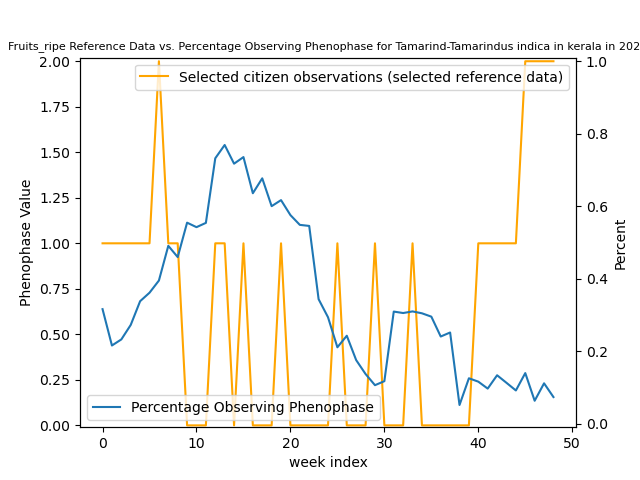 Fruits_ripe Reference Data vs. Percentage Observing Phenophase for Tamarind-Tamarindus indica in kerala in 202
Selected citizen observations (selected reference data)
Percentage Observing Phenophase
Phenophase Value
2.00
1.75
1.50
1.25
1.00
0.75
0.50
0.25
0.00
1.0
0.8
0.6
0.4
0.2
0.0
Percent
0 10 20 30 40 50
week index